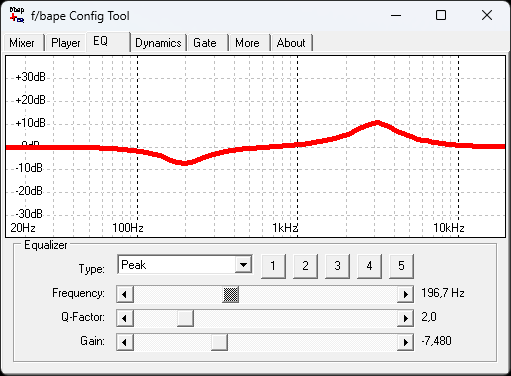 f/bape Config Tool
Mixer Player EQ Dynamics Gate More About
+30dB
+20dB
+10dB
0dB
-10dB
-20dB
-30dB
20Hz 100Hz 1kHz 10kHz
Equalizer
Type: Peak 1 2 3 4 5
Frequency: 196,7 Hz
Q-Factor: 2,0
Gain: -7,480